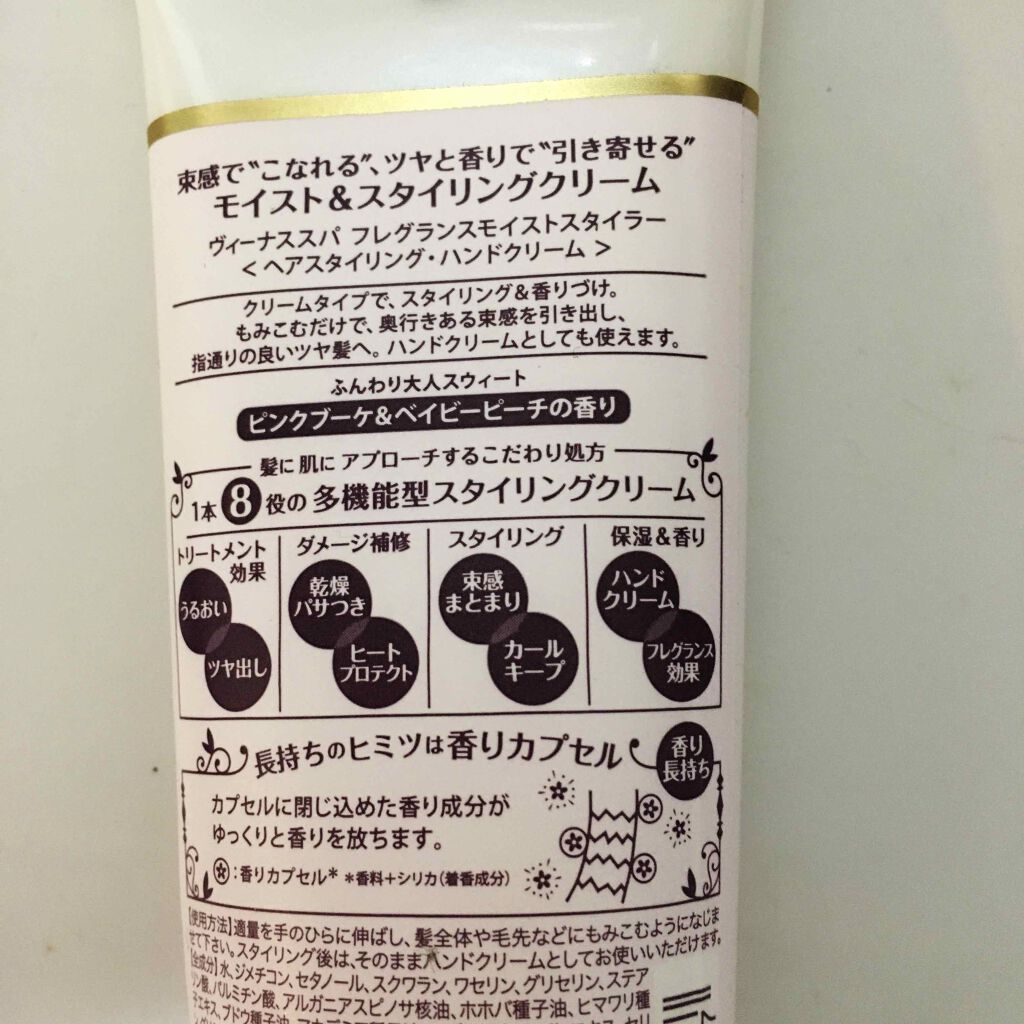 束感で“こなれる”、ツヤと香りで“引き寄せる”
モイスト&スタイリングクリーム
ヴィーナススパ フレグランスモイストスタイラー
＜ヘアスタイリング・ハンドクリーム＞
クリームタイプで、スタイリング&香りづけ。
もみこむだけで、奥行きある束感を引き出し、
指通りの良いツヤ髪へ。ハンドクリームとしても使えます。
ふんわり大人スウィート
ピンクブーケ&ベイビーピーチの香り
髪に 肌に アプローチするこだわり処方
1本8役の多機能型スタイリングクリーム
トリートメント
効果
うるおい
ツヤ出し
ダメージ補修
乾燥
パサつき
ヒート
プロテクト
スタイリング
束感
まとまり
カール
キープ
保湿&香り
ハンド
クリーム
フレグランス
効果
長持ちのヒミツは香りカプセル
香り
長持ち
カプセルに閉じ込めた香り成分が
ゆっくりと香りを放ちます。
：香りカプセル* *香料+シリカ(着香成分)
【使用方法】適量を手のひらに伸ばし、髪全体や毛先などにもみこむようになじま
せて下さい。スタイリング後は、そのままハンドクリームとしてお使いいただけます。
【全成分】水、ジメチコン、セタノール、スクワラン、ワセリン、グリセリン、ステア
リン酸、パルミチン酸、アルガニアスピノサ核油、ホホバ種子油、ヒマワリ種
子エキス、ブドウ種子油、